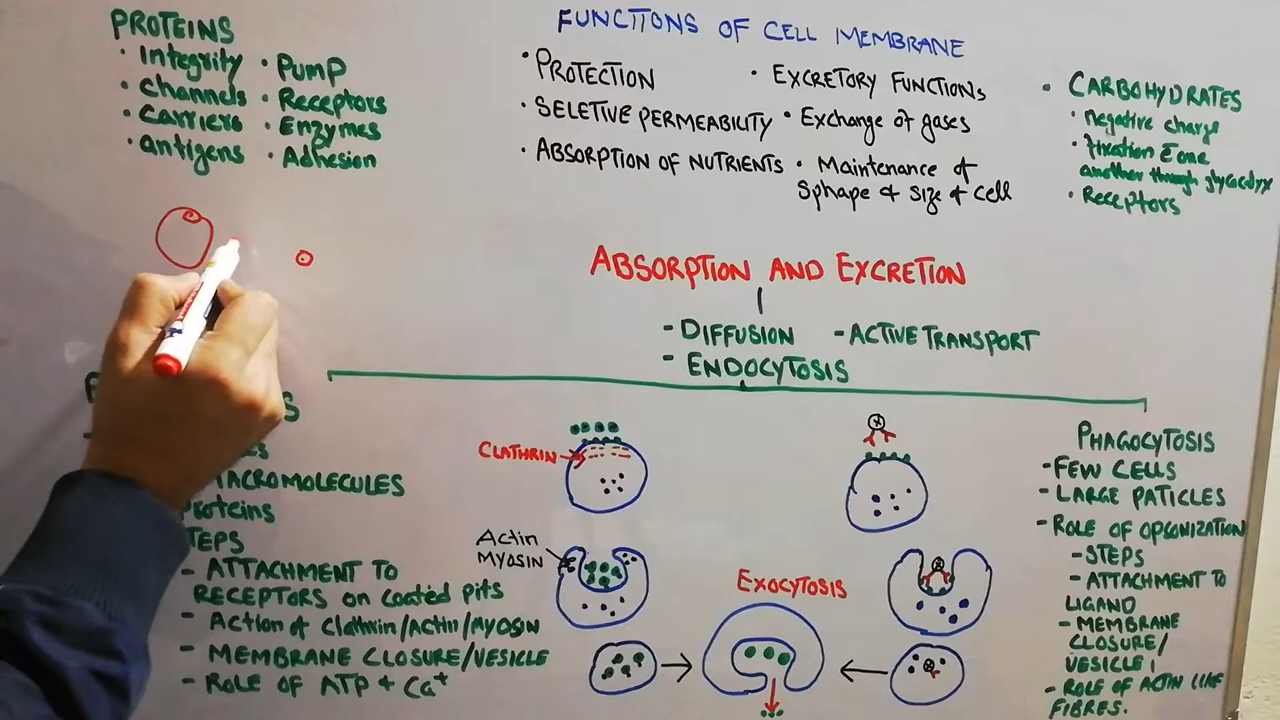 PROTEINS
• Integrity • Pump
• channels • Receptors
• Carriers • Enzymes
• antigens • Adhesion
FUNCTIONS OF CELL MEMBRANE
• PROTECTION • EXCRETORY FUNCTIONS
• SELETIVE PERMEABILITY • Exchange of gases
• ABSORPTION OF NUTRIENTS • Maintenance of
Sphape & Size of cell
• CARBOHYDRATES
• negative charge
another through
• Receptors
ABSORPTION AND EXCRETION
- DIFFUSION - ACTIVE TRANSPORT
- ENDOCYTOSIS
MACROMOLECULES
Proteins
- ATTACHMENT TO
RECEPTORS on coated pits
- Action of Clathrin/Actin/MYOSIN
- MEMBRANE CLOSURE/VESICLE
- ROLE OF ATP + Ca+
CLATHRIN
Actin
MYOSIN
EXOCYTOSIS
PHAGOCYTOSIS
- FEW CELLS
- LARGE PATICLES
- ROLE OF OPSONIZATION
- STEPS
- ATTACHMENT TO
LIGAND
- MEMBRANE
CLOSURE/
VESICLE
- ROLE OF ACTIN
FIBRES.